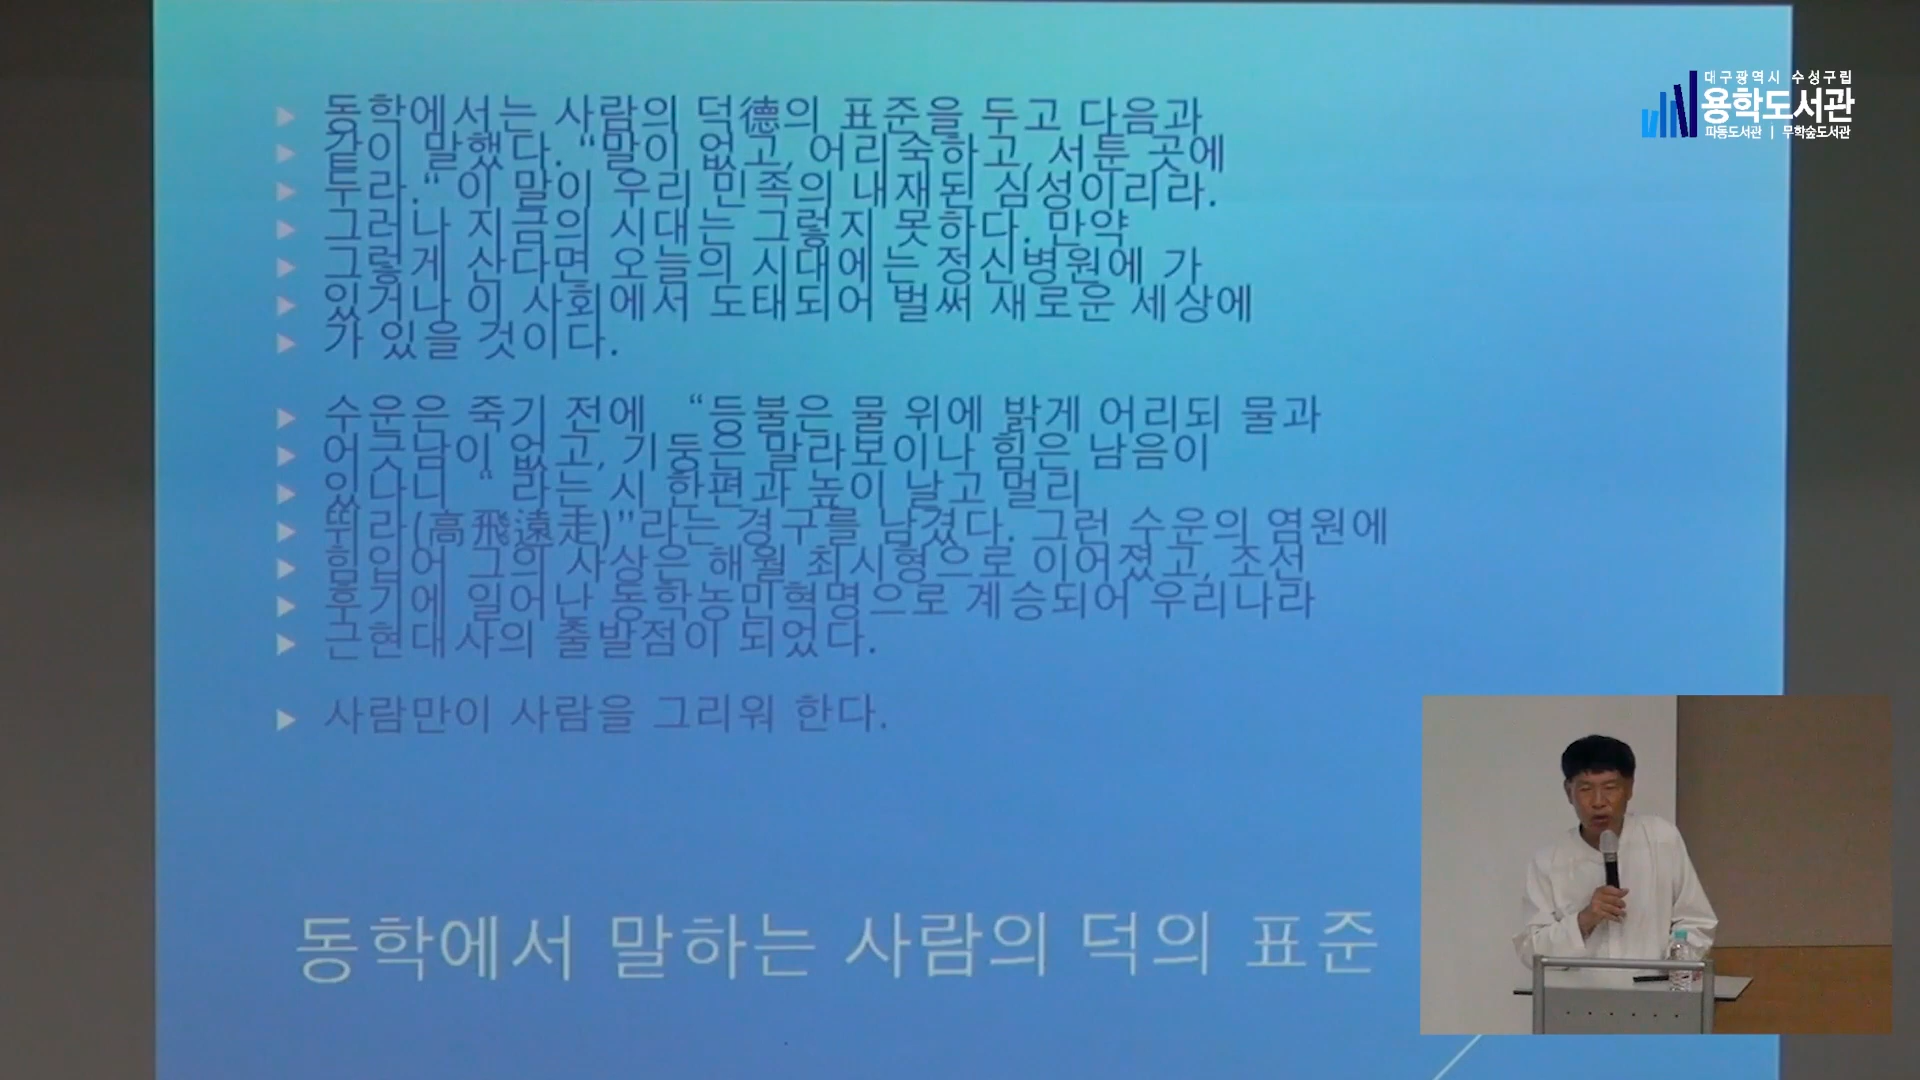 대구광역시 수성구립
용학도서관
파동도서관 | 무학숲도서관
동학에서는 사람의 덕德의 표준을 두고 다음과
같이 말했다. “말이 없고, 어리숙하고, 서툰 곳에
두라.“ 이 말이 우리 민족의 내재된 심성이리라.
그러나 지금의 시대는 그렇지 못하다. 만약
그렇게 산다면 오늘의 시대에는 정신병원에 가
있거나 이 사회에서 도태되어 벌써 새로운 세상에
가 있을 것이다.
수운은 죽기 전에 “등불은 물 위에 밝게 어리되 물과
어긋남이 없고, 기둥은 말라보이나 힘은 남음이
있나니 “ 라는 시 한편과 높이 날고 멀리
뛰라(高飛遠走)”라는 경구를 남겼다. 그런 수운의 염원에
힘입어 그의 사상은 해월 최시형으로 이어졌고, 조선
후기에 일어난 동학농민혁명으로 계승되어 우리나라
근현대사의 출발점이 되었다.
사람만이 사람을 그리워 한다.
동학에서 말하는 사람의 덕의 표준